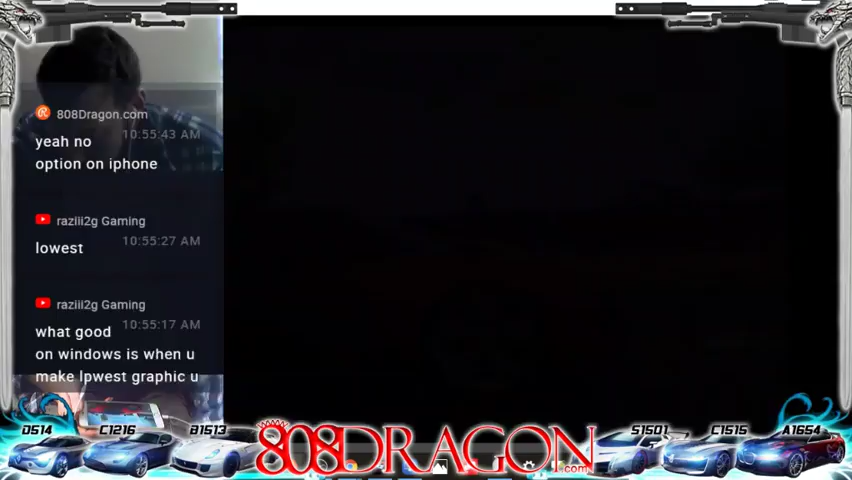 808Dragon.com
10:55:43 AM
yeah no
option on iphone
raziii2g Gaming
10:55:27 AM
lowest
raziii2g Gaming
10:55:17 AM
what good
on windows is when u
make lpwest graphic u
D514
C1216
B1513
808DRAGON
.com
S1501
C1515
A1654